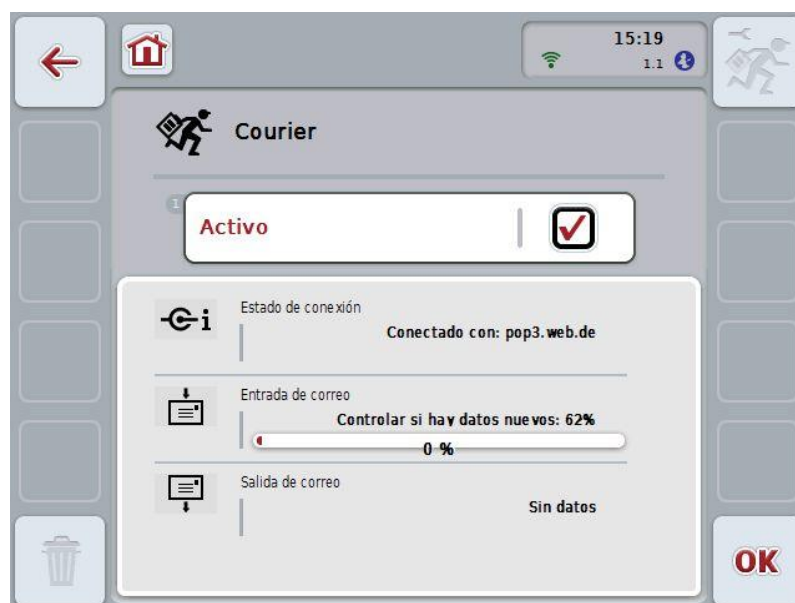 15:19
1.1
Courier
1
Activo
Estado de conexión
Conectado con: pop3.web.de
Entrada de correo
Controlar si hay datos nuevos: 62%
0 %
Salida de correo
Sin datos
OK